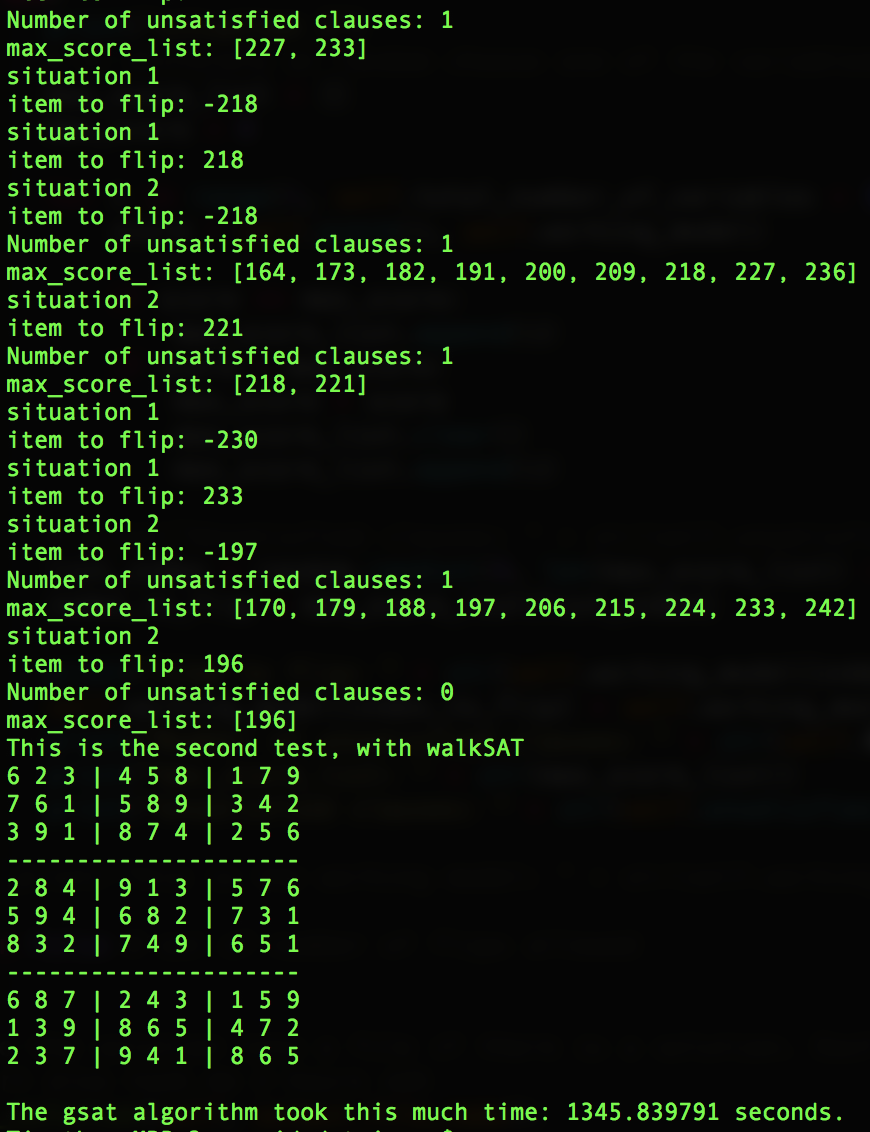 Number of unsatisfied clauses: 1
max_score_list: [227, 233]
situation 1
item to flip: -218
situation 1
item to flip: 218
situation 2
item to flip: -218
Number of unsatisfied clauses: 1
max_score_list: [164, 173, 182, 191, 200, 209, 218, 227, 236]
situation 2
item to flip: 221
Number of unsatisfied clauses: 1
max_score_list: [218, 221]
situation 1
item to flip: -230
situation 1
item to flip: 233
situation 2
item to flip: -197
Number of unsatisfied clauses: 1
max_score_list: [170, 179, 188, 197, 206, 215, 224, 233, 242]
situation 2
item to flip: 196
Number of unsatisfied clauses: 0
max_score_list: [196]
This is the second test, with walkSAT
6 2 3 | 4 5 8 | 1 7 9
7 6 1 | 5 8 9 | 3 4 2
3 9 1 | 8 7 4 | 2 5 6
---------------------
2 8 4 | 9 1 3 | 5 7 6
5 9 4 | 6 8 2 | 7 3 1
8 3 2 | 7 4 9 | 6 5 1
---------------------
6 8 7 | 2 4 3 | 1 5 9
1 3 9 | 8 6 5 | 4 7 2
2 3 7 | 9 4 1 | 8 6 5
The gsat algorithm took this much time: 1345.839791 seconds.